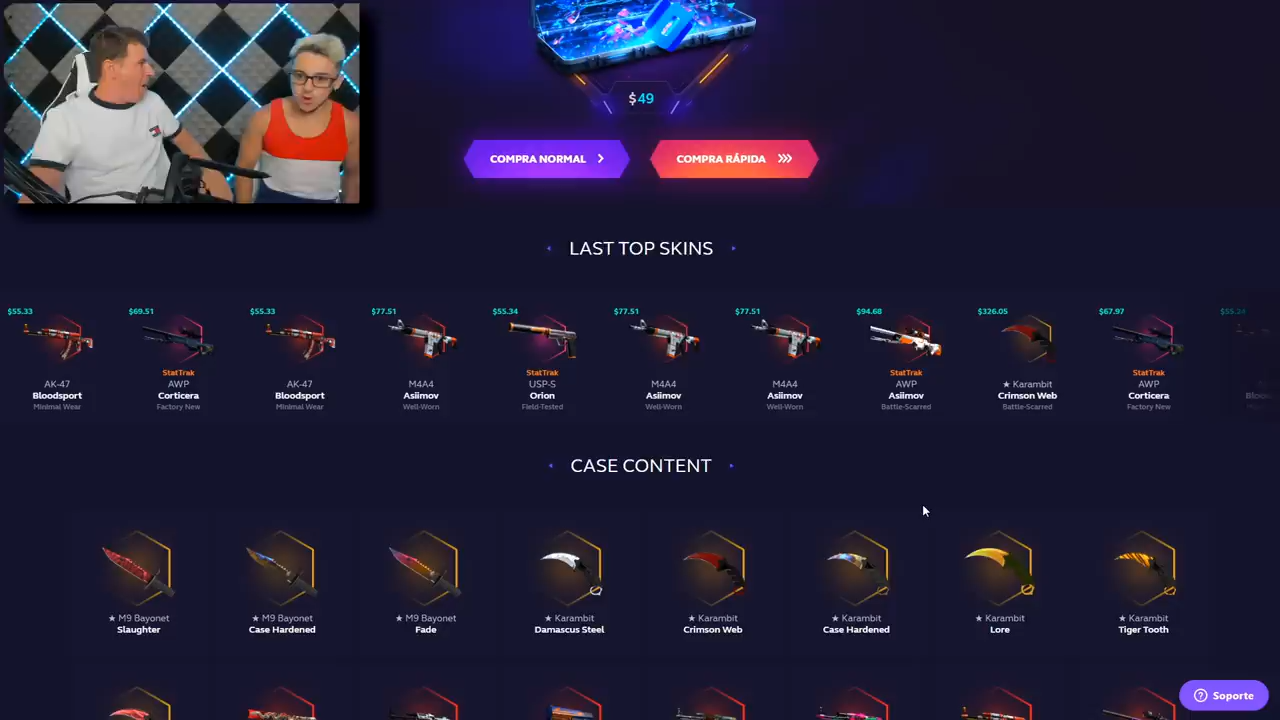 $49
COMPRA NORMAL
COMPRA RÁPIDA
LAST TOP SKINS
$55.33
AK-47
Bloodsport
Minimal Wear
$69.51
StatTrak
AWP
Corticera
Factory New
$55.33
AK-47
Bloodsport
Minimal Wear
$77.51
M4A4
Asiimov
Well-Worn
$55.34
StatTrak
USP-S
Orion
Field-Tested
$77.51
M4A4
Asiimov
Well-Worn
$77.51
M4A4
Asiimov
Well-Worn
$94.68
StatTrak
AWP
Asiimov
Battle-Scarred
$326.05
★ Karambit
Crimson Web
Battle-Scarred
$67.97
StatTrak
AWP
Corticera
Factory New
CASE CONTENT
★ M9 Bayonet
Slaughter
★ M9 Bayonet
Case Hardened
★ M9 Bayonet
Fade
★ Karambit
Damascus Steel
★ Karambit
Crimson Web
★ Karambit
Case Hardened
★ Karambit
Lore
★ Karambit
Tiger Tooth
Soporte